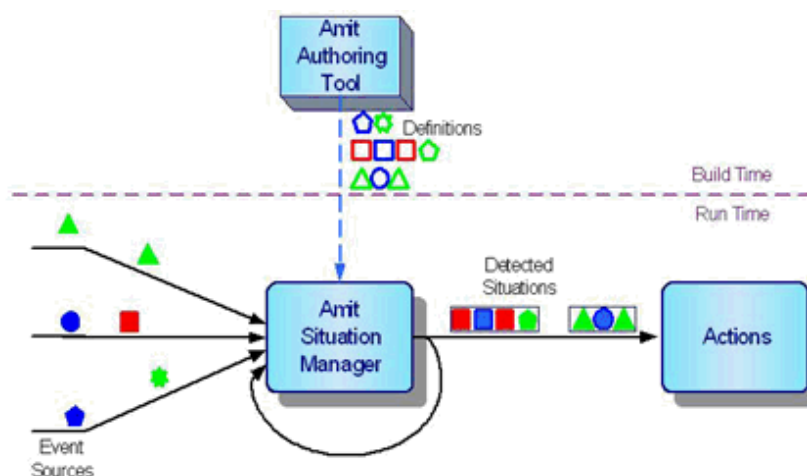 Amit
Authoring
Tool
Definitions
Build Time
Run Time
Detected
Situations
Amit
Situation
Manager
Actions
Event
Sources